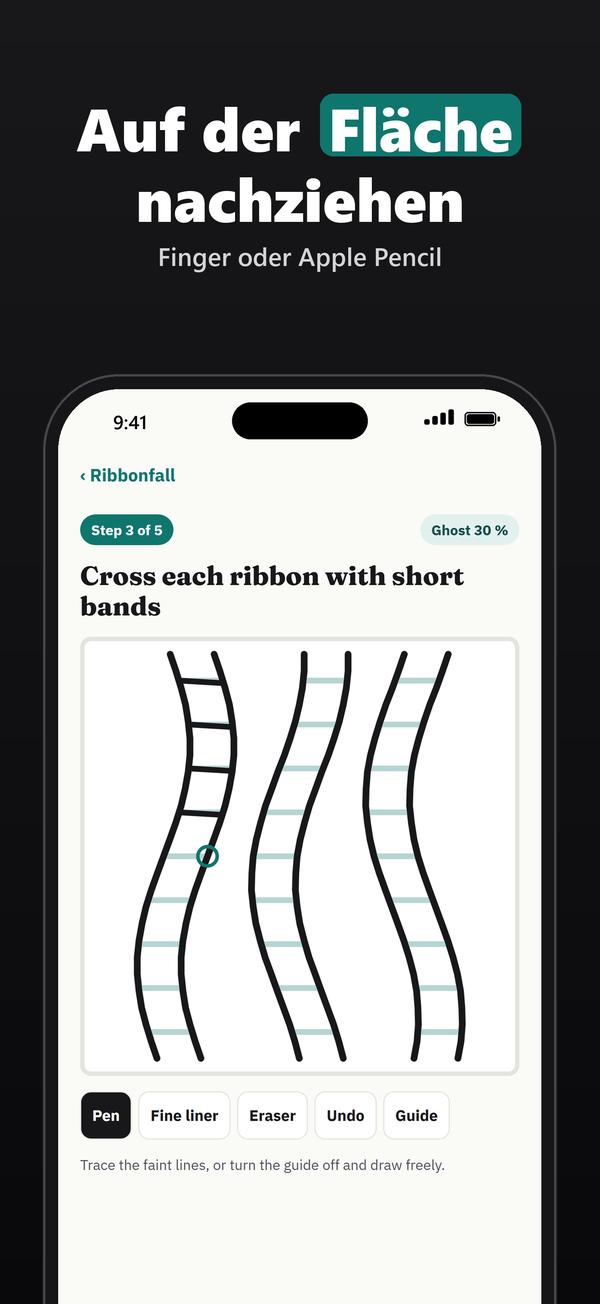 Auf der Fläche
nachziehen
Finger oder Apple Pencil
9:41
‹ Ribbonfall
Step 3 of 5
Ghost 30 %
Cross each ribbon with short
bands
Pen
Fine liner
Eraser
Undo
Guide
Trace the faint lines, or turn the guide off and draw freely.